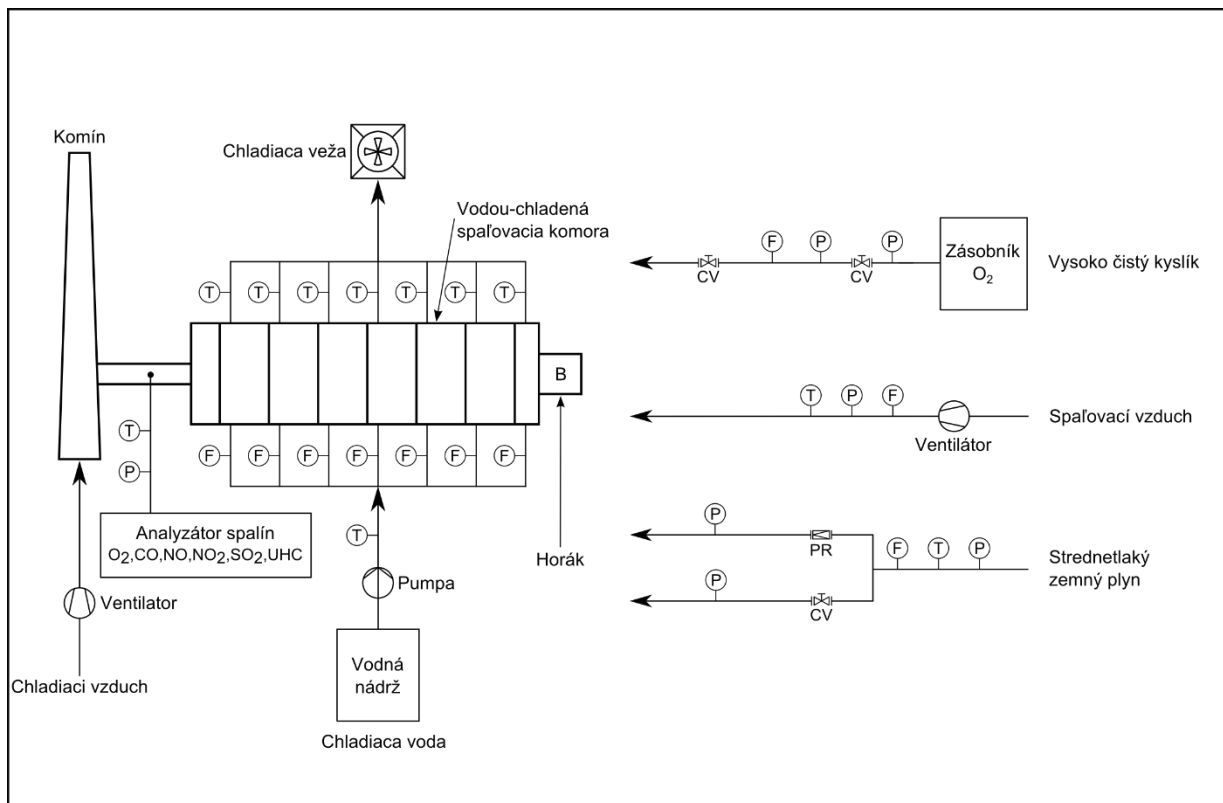 Komín
Chladiaca veža
Vodou-chladená
spaľovacia komora
T T T T T T T
B
F F F F F F F
T
P
Analyzátor spalín
O₂,CO,NO,NO₂,SO₂,UHC
Ventilator
Chladiaci vzduch
T
Pumpa
Vodná
nádrž
Chladiaca voda
Horák
F P P
CV CV
Zásobník
O₂
Vysoko čistý kyslík
T P F
Ventilátor
Spaľovací vzduch
P
PR
P
CV
F T P
Strednetlaký
zemný plyn